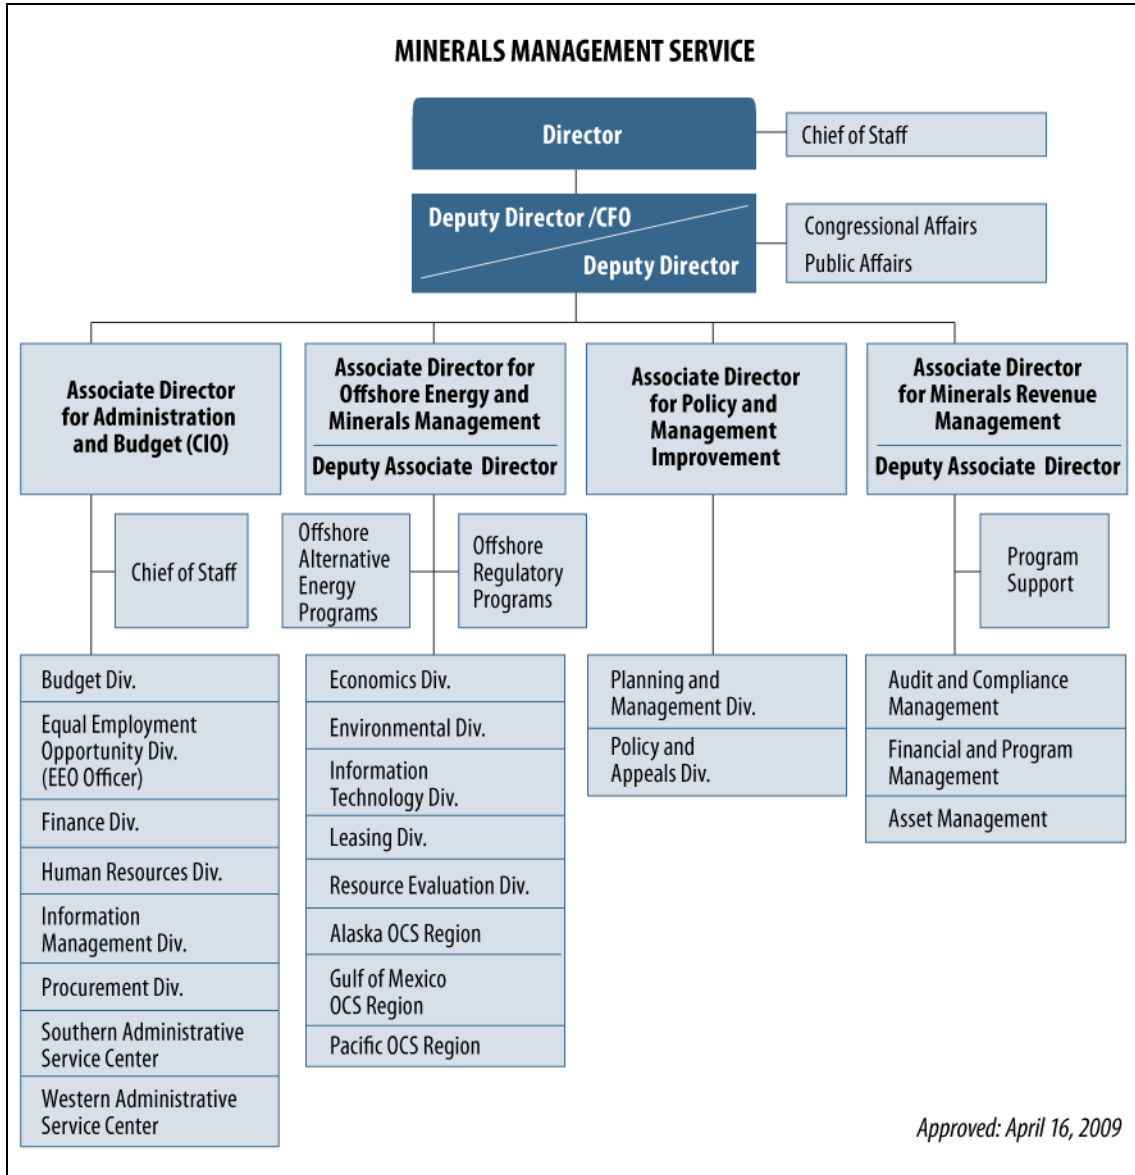 MINERALS MANAGEMENT SERVICE
Director
Chief of Staff
Deputy Director /CFO
Deputy Director
Congressional Affairs
Public Affairs
Associate Director
for Administration
and Budget (CIO)
Associate Director for
Offshore Energy and
Minerals Management
Deputy Associate Director
Associate Director
for Policy and
Management
Improvement
Associate Director
for Minerals Revenue
Management
Deputy Associate Director
Chief of Staff
Offshore
Alternative
Energy
Programs
Offshore
Regulatory
Programs
Program
Support
Budget Div.
Equal Employment
Opportunity Div.
(EEO Officer)
Finance Div.
Human Resources Div.
Information
Management Div.
Procurement Div.
Southern Administrative
Service Center
Western Administrative
Service Center
Economics Div.
Environmental Div.
Information
Technology Div.
Leasing Div.
Resource Evaluation Div.
Alaska OCS Region
Gulf of Mexico
OCS Region
Pacific OCS Region
Planning and
Management Div.
Policy and
Appeals Div.
Audit and Compliance
Management
Financial and Program
Management
Asset Management
Approved: April 16, 2009